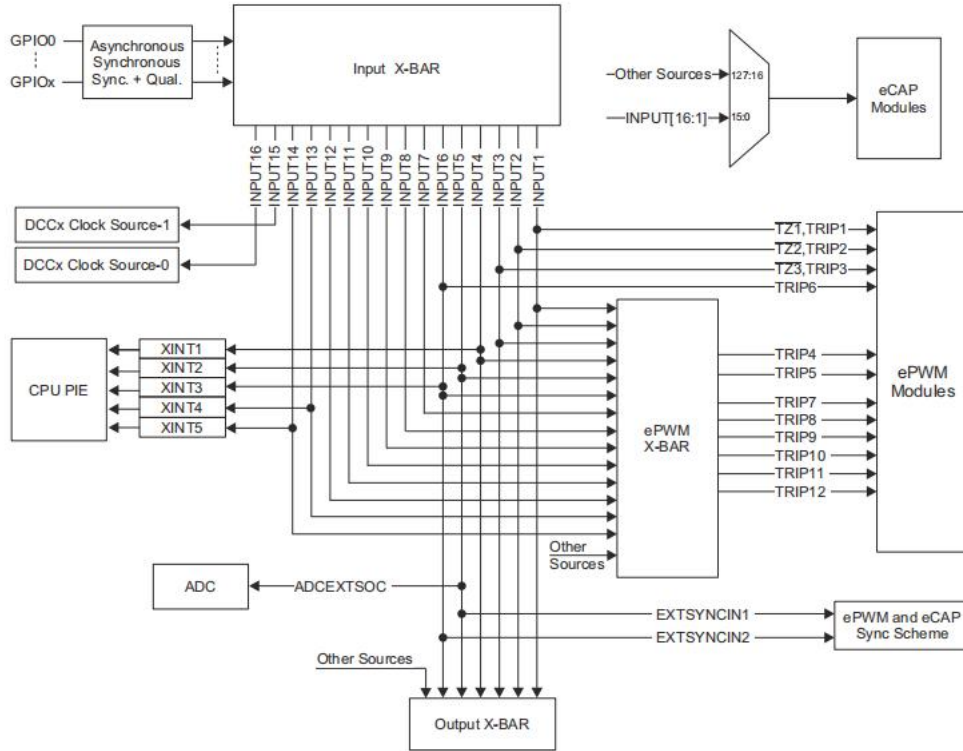 GPIO0
GPIOx
Asynchronous
Synchronous
Sync. + Qual.
Input X-BAR
Other Sources
127:16
INPUT[16:1]
15:0
eCAP
Modules
INPUT16
INPUT15
INPUT14
INPUT13
INPUT12
INPUT11
INPUT10
INPUT9
INPUT8
INPUT7
INPUT6
INPUT5
INPUT4
INPUT3
INPUT2
INPUT1
DCCx Clock Source-1
DCCx Clock Source-0
TZ1,TRIP1
TZ2,TRIP2
TZ3,TRIP3
TRIP6
CPU PIE
XINT1
XINT2
XINT3
XINT4
XINT5
ePWM
X-BAR
TRIP4
TRIP5
TRIP7
TRIP8
TRIP9
TRIP10
TRIP11
TRIP12
ePWM
Modules
Other
Sources
ADC
ADCEXTSOC
EXTSYNCIN1
EXTSYNCIN2
ePWM and eCAP
Sync Scheme
Other Sources
Output X-BAR